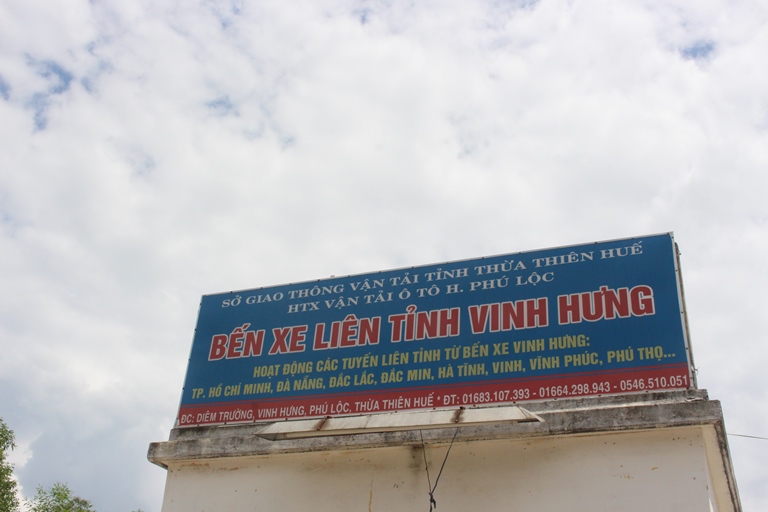 SỞ GIAO THÔNG VẬN TẢI TỈNH THỪA THIÊN HUẾ
HTX VẬN TẢI Ô TÔ H. PHÚ LỘC
BẾN XE LIÊN TỈNH VINH HƯNG
HOẠT ĐỘNG CÁC TUYẾN LIÊN TỈNH TỪ BẾN XE VINH HƯNG:
TP. HỒ CHÍ MINH, ĐÀ NẴNG, ĐẮC LẮC, ĐẮC MIN, HÀ TĨNH, VINH, VĨNH PHÚC, PHÚ THỌ...
ĐC: DIÊM TRƯỜNG, VINH HƯNG, PHÚ LỘC, THỪA THIÊN HUẾ * ĐT: 01683.107.393 - 01664.298.943 - 0546.510.051